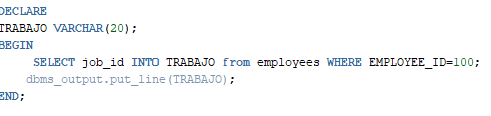 DECLARE
TRABAJO VARCHAR(20);
BEGIN
SELECT job_id INTO TRABAJO from employees WHERE EMPLOYEE_ID=100;
dbms_output.put_line(TRABAJO);
END;